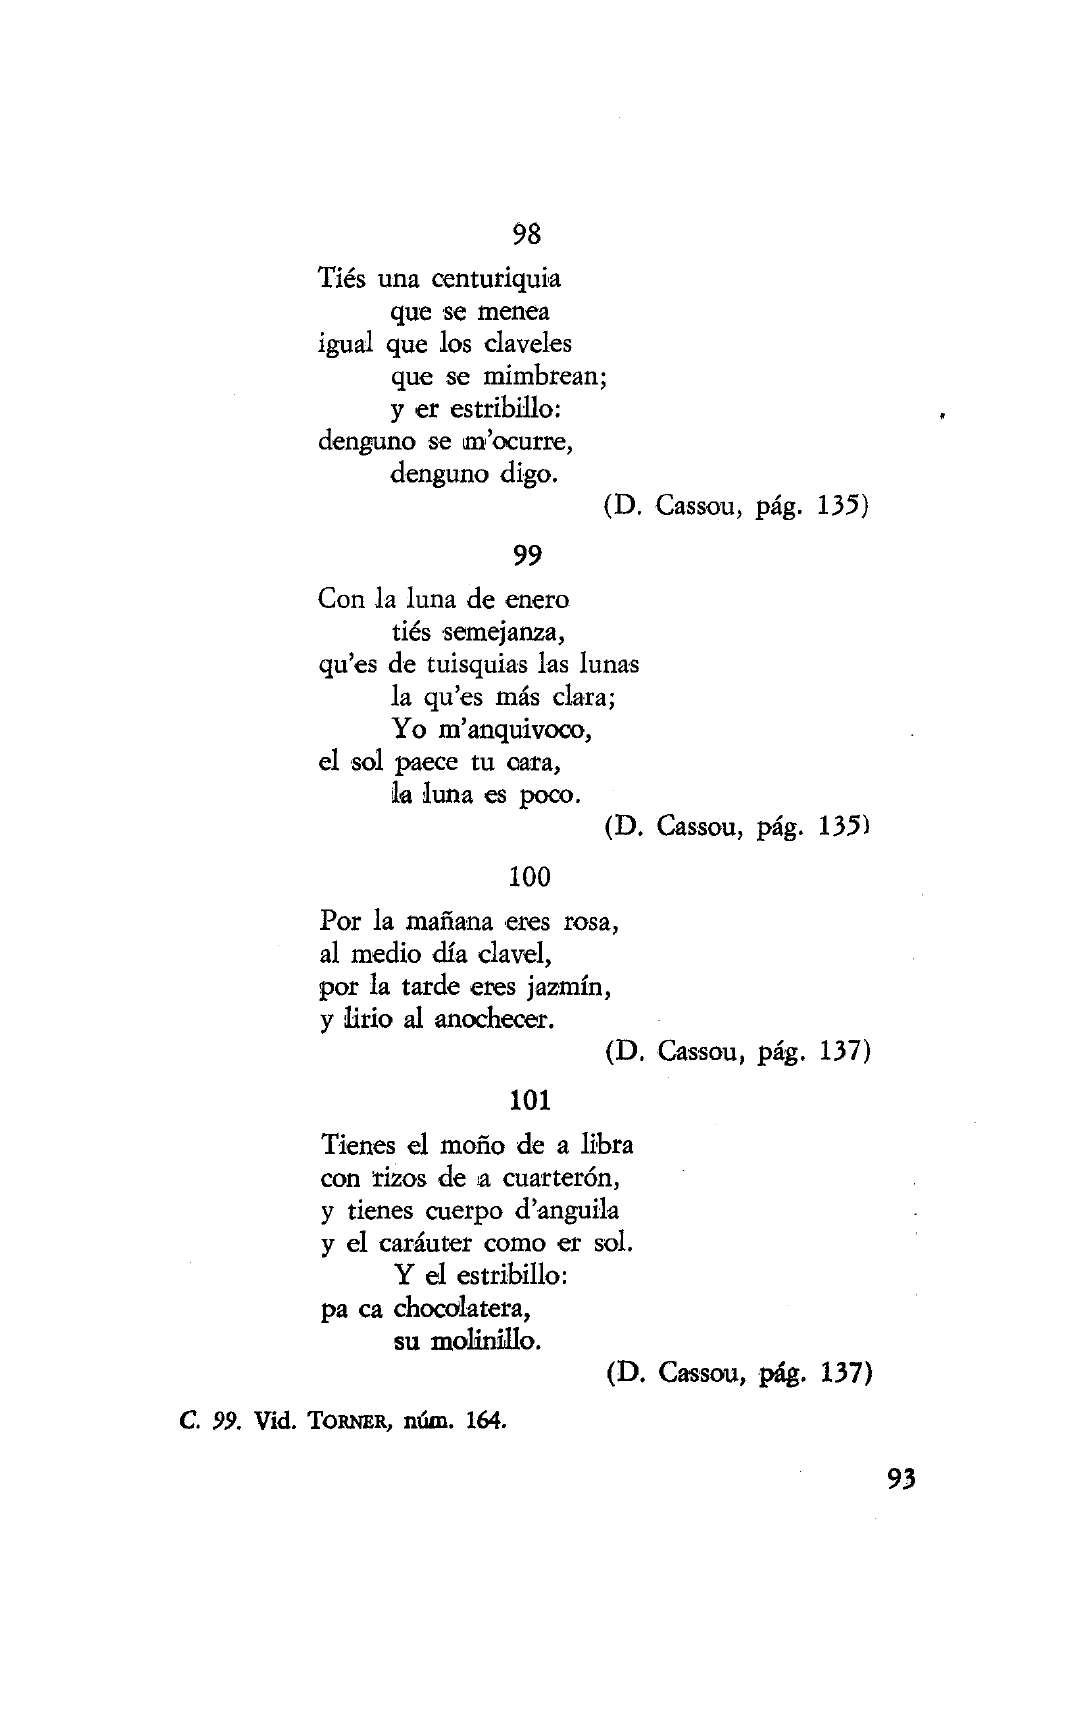 98
Tiés una centuriquia
que se menea
igual que los claveles
que se mimbrean;
y er estribillo:
denguno se m'ocurre,
denguno digo.
(D. Cassou, pág. 135)
99
Con la luna de enero
tiés semejanza,
qu'es de tuisquias las lunas
la qu'es más clara;
Yo m'anquivoco,
el sol paece tu cara,
la luna es poco.
(D. Cassou, pág. 135)
100
Por la mañana eres rosa,
al medio día clavel,
por la tarde eres jazmín,
y lirio al anochecer.
(D. Cassou, pág. 137)
101
Tienes el moño de a libra
con rizos de a cuarterón,
y tienes cuerpo d'anguila
y el caráuter como er sol.
Y el estribillo:
pa ca chocolatera,
su molinillo.
(D. Cassou, pág. 137)
C. 99. Vid. TORNER, núm. 164.
93